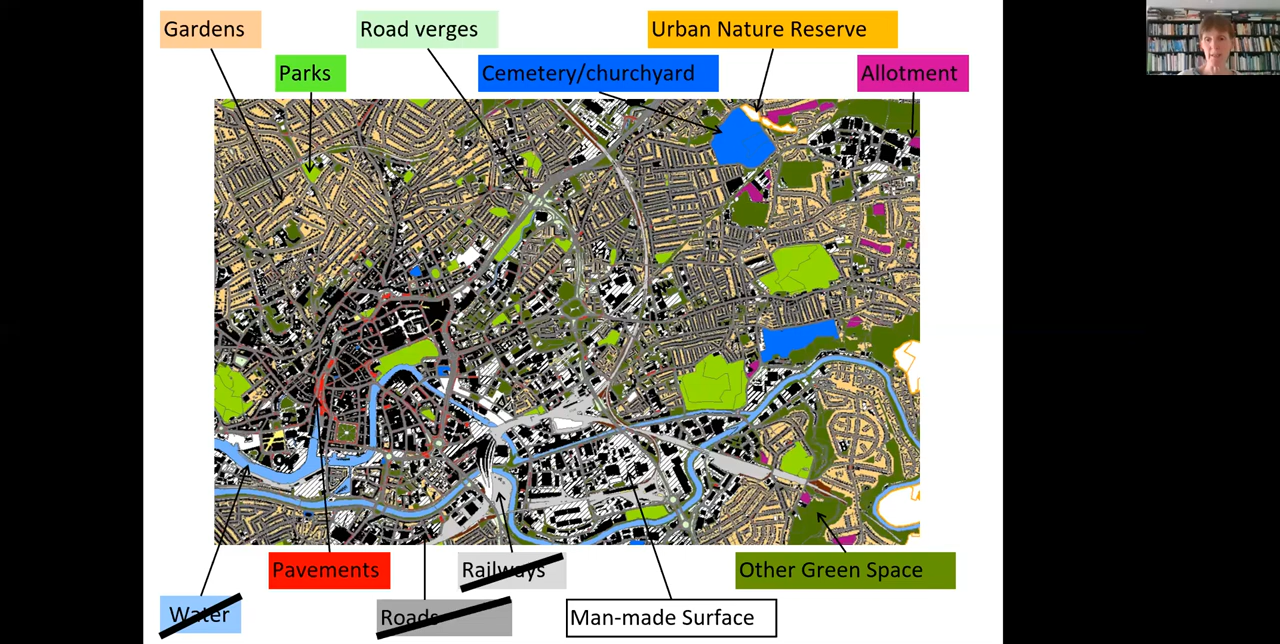 Gardens
Road verges
Urban Nature Reserve
Parks
Cemetery/churchyard
Allotment
Pavements
Railways
Other Green Space
Water
Roads
Man-made Surface